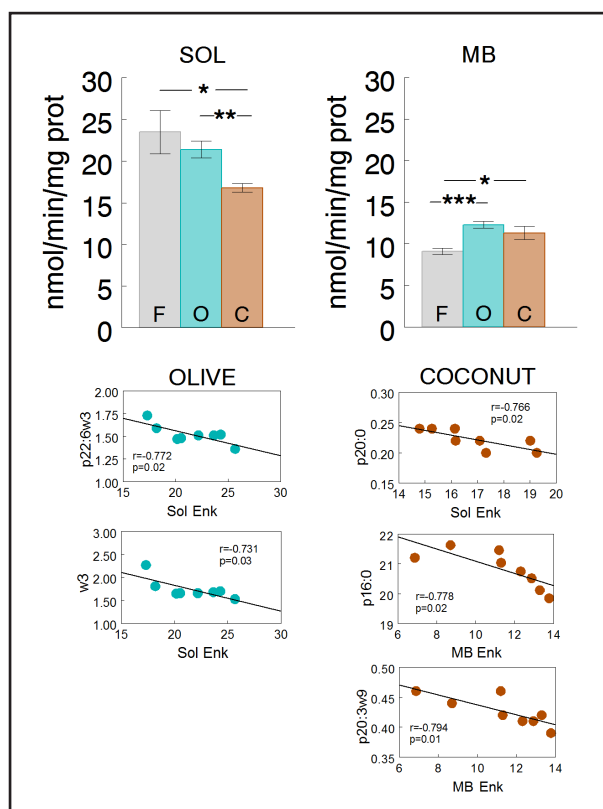 SOL
nmol/min/mg prot
30
25
20
15
10
5
0
*
**
F O C
MB
nmol/min/mg prot
30
25
20
15
10
5
0
*
***
F O C
OLIVE
p22:6w3
2.00
1.75
1.50
1.25
1.00
r=-0.772
p=0.02
15 20 25 30
Sol Enk
w3
3.00
2.50
2.00
1.50
1.00
r=-0.731
p=0.03
15 20 25 30
Sol Enk
COCONUT
p20:0
0.30
0.25
0.20
0.15
r=-0.766
p=0.02
14 15 16 17 18 19 20
Sol Enk
p16:0
22
21
20
19
r=-0.778
p=0.02
6 8 10 12 14
MB Enk
p20:3w9
0.50
0.45
0.40
0.35
r=-0.794
p=0.01
6 8 10 12 14
MB Enk